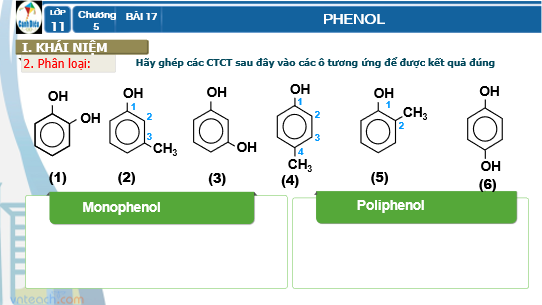 Cánh Diều
LỚP
11
Chương
5
BÀI 17
PHENOL
I. KHÁI NIỆM
2. Phân loại:
Hãy ghép các CTCT sau đây vào các ô tương ứng để được kết quả đúng
OH
OH
(1)
OH
1
2
3
CH3
(2)
OH
OH
(3)
OH
1
2
3
4
CH3
(4)
OH
1
CH3
2
(5)
OH
OH
(6)
Monophenol
Poliphenol
vnteach.com